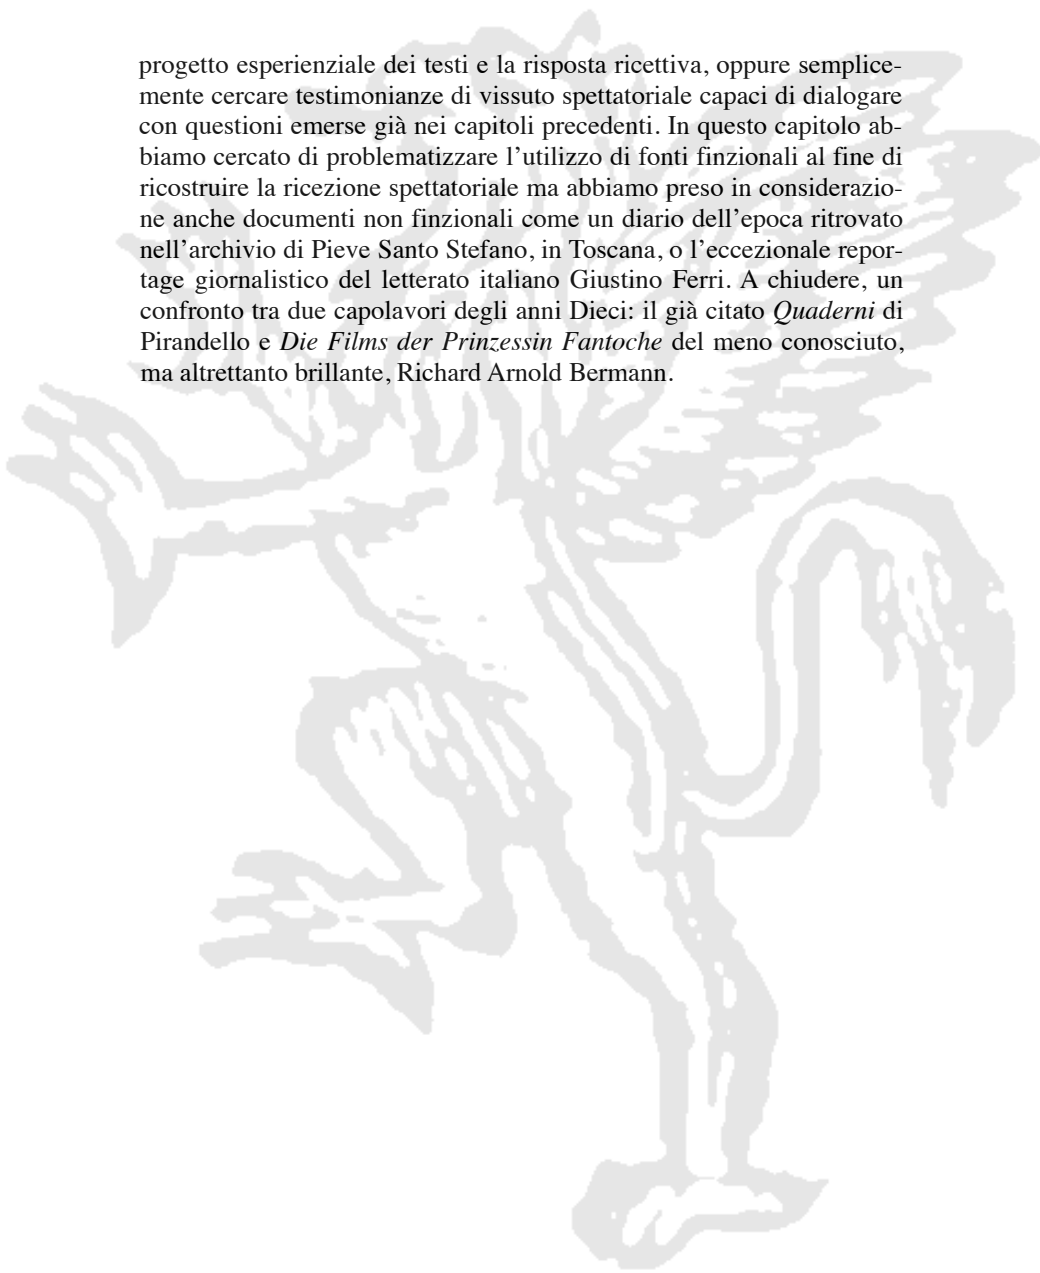 progetto esperienziale dei testi e la risposta ricettiva, oppure semplice-
mente cercare testimonianze di vissuto spettatoriale capaci di dialogare
con questioni emerse già nei capitoli precedenti. In questo capitolo ab-
biamo cercato di problematizzare l’utilizzo di fonti finzionali al fine di
ricostruire la ricezione spettatoriale ma abbiamo preso in considerazio-
ne anche documenti non finzionali come un diario dell’epoca ritrovato
nell’archivio di Pieve Santo Stefano, in Toscana, o l’eccezionale repor-
tage giornalistico del letterato italiano Giustino Ferri. A chiudere, un
confronto tra due capolavori degli anni Dieci: il già citato Quaderni di
Pirandello e Die Films der Prinzessin Fantoche del meno conosciuto,
ma altrettanto brillante, Richard Arnold Bermann.